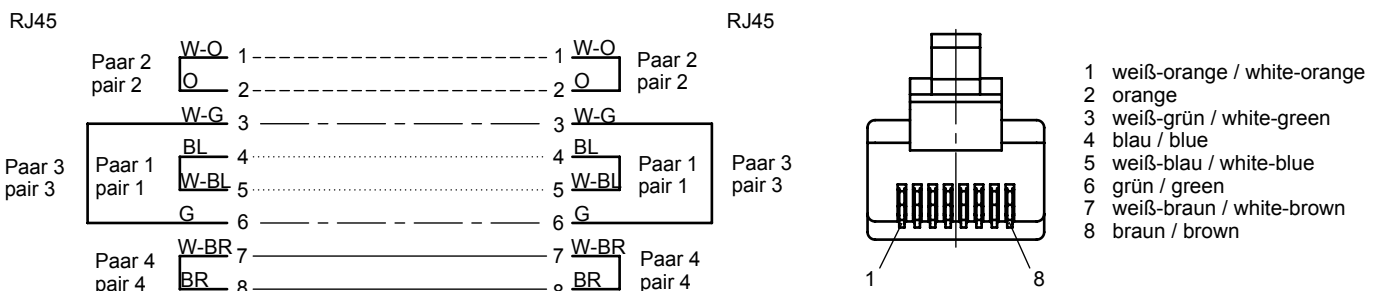 RJ45 RJ45
W-O 1 1 W-O
Paar 2 Paar 2
pair 2 pair 2
O 2 2 O
W-G 3 3 W-G
BL 4 4 BL
Paar 3 Paar 1 Paar 1 Paar 3
pair 3 pair 1 pair 1 pair 3
W-BL 5 5 W-BL
G 6 6 G
W-BR 7 7 W-BR
Paar 4 Paar 4
pair 4 pair 4
BR 8 8 BR
1 weiß-orange / white-orange
2 orange
3 weiß-grün / white-green
4 blau / blue
5 weiß-blau / white-blue
6 grün / green
7 weiß-braun / white-brown
8 braun / brown
1 8